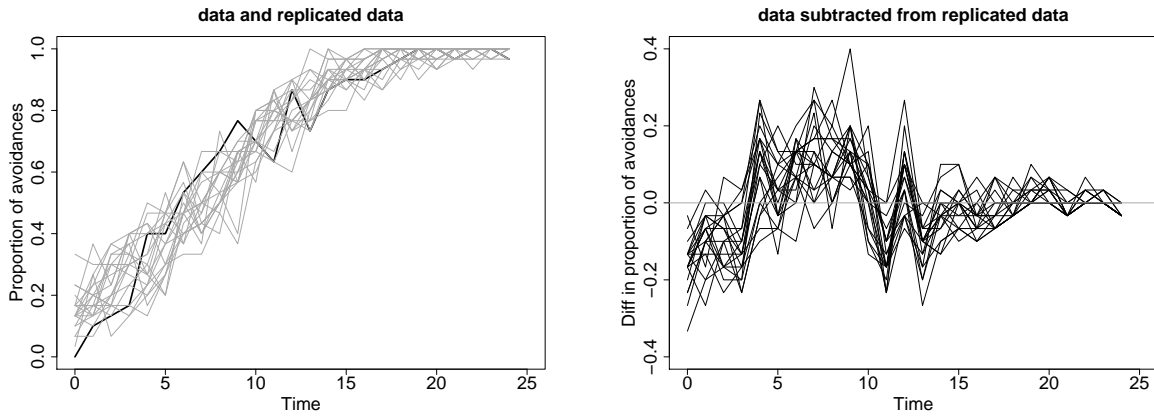 data and replicated data
Proportion of avoidances
1.0
0.8
0.6
0.4
0.2
0.0
0 5 10 15 20 25
Time
data subtracted from replicated data
Diff in proportion of avoidances
0.4
0.2
0.0
−0.2
−0.4
0 5 10 15 20 25
Time